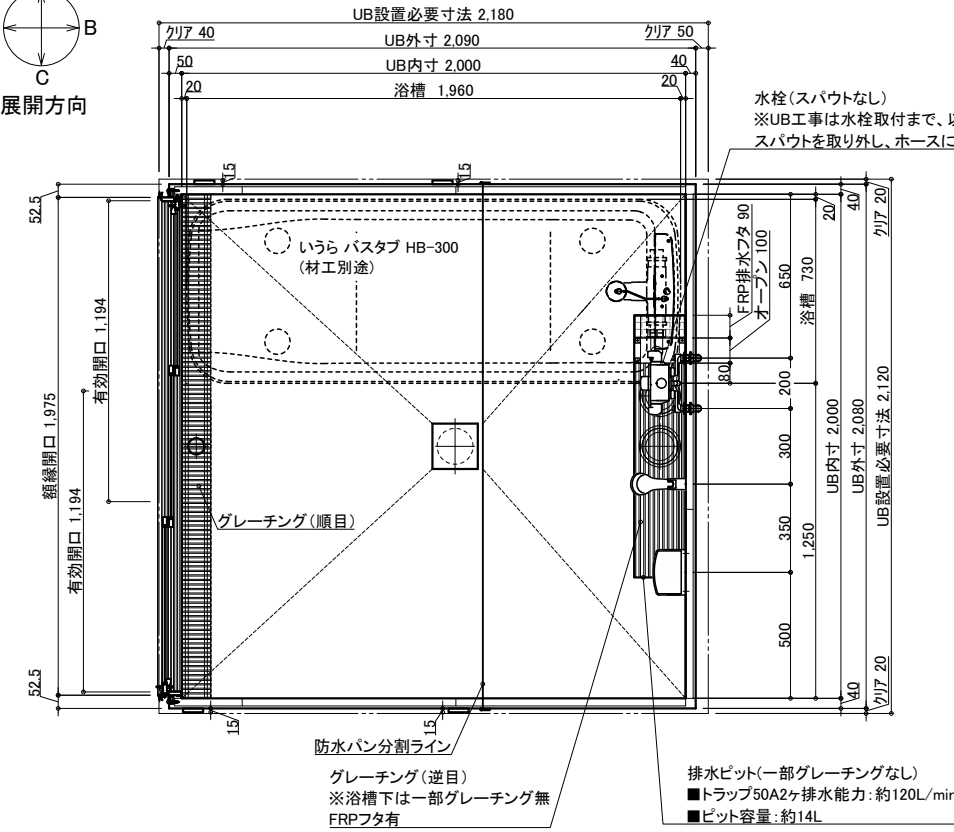 B
C
展開方向
UB設置必要寸法 2,180
クリア 40
UB外寸 2,090
クリア 50
50
UB内寸 2,000
40
20
浴槽 1,960
20
水栓(スパウトなし)
※UB工事は水栓取付まで、以
スパウトを取り外し、ホースに
15
15
52.5
20
40
クリア 20
いうら バスタブ HB-300
(材工別途)
FRP排水フタ 90
オープン 100
650
浴槽 730
有効開口 1,194
80
200
額縁開口 1,975
有効開口 1,194
300
UB内寸 2,000
UB外寸 2,080
UB設置必要寸法 2,120
グレーチング(順目)
350
1,250
500
52.5
15
15
40
クリア 20
防水パン分割ライン
グレーチング(逆目)
※浴槽下は一部グレーチング無
FRPフタ有
排水ピット(一部グレーチングなし)
■トラップ50A2ヶ排水能力:約120L/min
■ピット容量:約14L